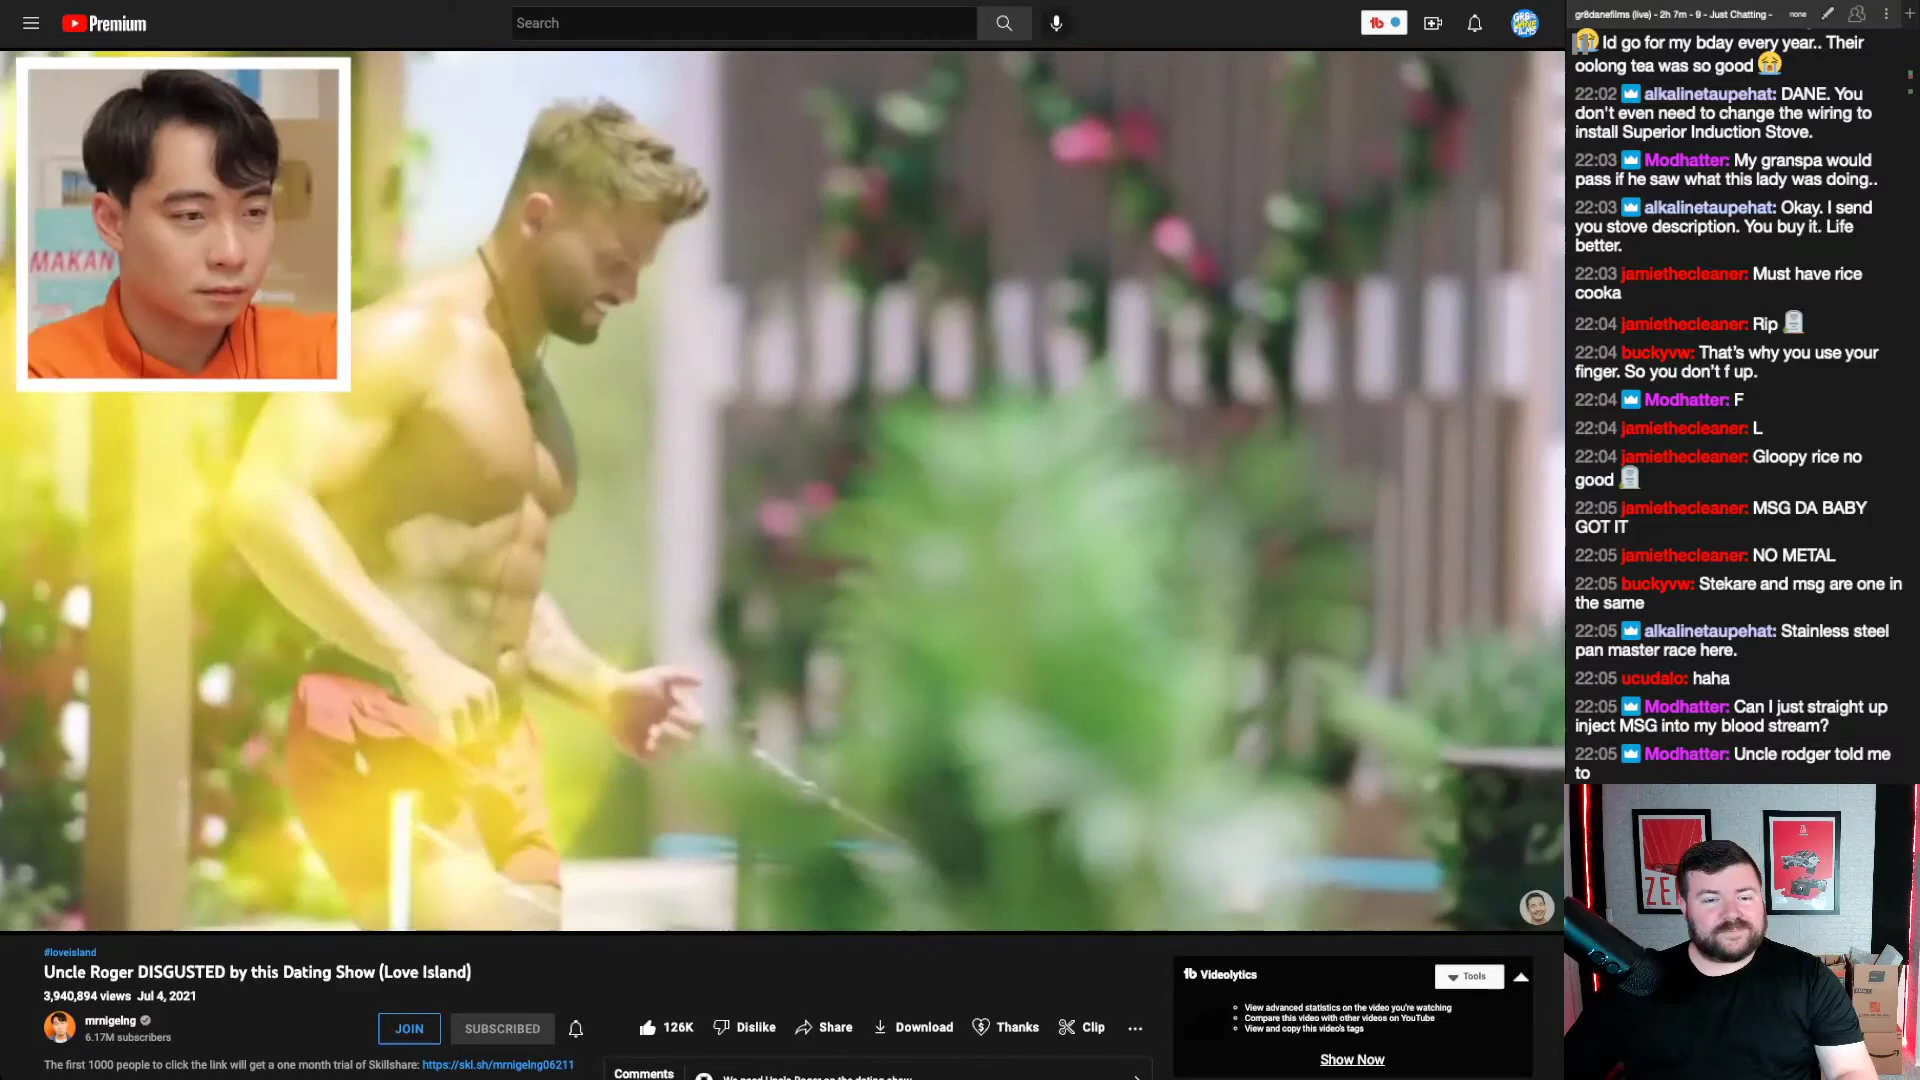 Premium
Search
gr8danefilms (live) - 2h 7m - 9 - Just Chatting -
none
Id go for my bday every year.. Their
oolong tea was so good
22:02 alkalinetaupehat: DANE. You
don't even need to change the wiring to
install Superior Induction Stove.
22:03 Modhatter: My granspa would
pass if he saw what this lady was doing..
22:03 alkalinetaupehat: Okay. I send
you stove description. You buy it. Life
better.
22:03 jamiethecleaner: Must have rice
cooka
22:04 jamiethecleaner: Rip
22:04 buckyvw: That's why you use your
finger. So you don't f up.
22:04 Modhatter: F
22:04 jamiethecleaner: L
22:04 jamiethecleaner: Gloopy rice no
good
22:05 jamiethecleaner: MSG DA BABY
GOT IT
22:05 jamiethecleaner: NO METAL
22:05 buckyvw: Stekare and msg are one in
the same
22:05 alkalinetaupehat: Stainless steel
pan master race here.
22:05 ucudalo: haha
22:05 Modhatter: Can I just straight up
inject MSG into my blood stream?
22:05 Modhatter: Uncle rodger told me
to
MAKAN
#loveisland
Uncle Roger DISGUSTED by this Dating Show (Love Island)
3,940,894 views Jul 4, 2021
mrnigelng
6.17M subscribers
JOIN
SUBSCRIBED
126K
Dislike
Share
Download
Thanks
Clip
The first 1000 people to click the link will get a one month trial of Skillshare: https://skl.sh/mrnigelng06211
Comments
We need Uncle Roger on the dating show
Videolytics
Tools
View advanced statistics on the video you're watching
Compare this video with other videos on YouTube
View and copy this video's tags
Show Now
ZE